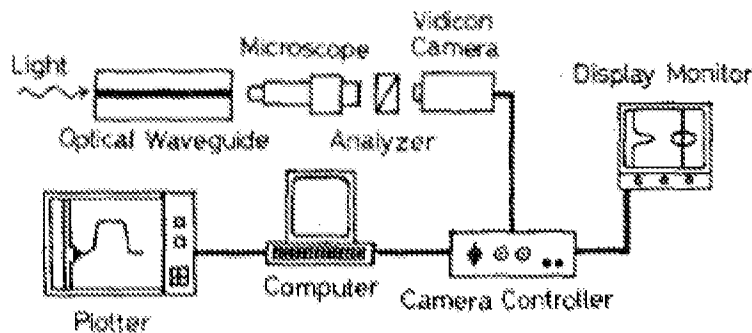 Light
Microscope
Vidicon
Camera
Display Monitor
Optical Waveguide
Analyzer
Plotter
Computer
Camera Controller